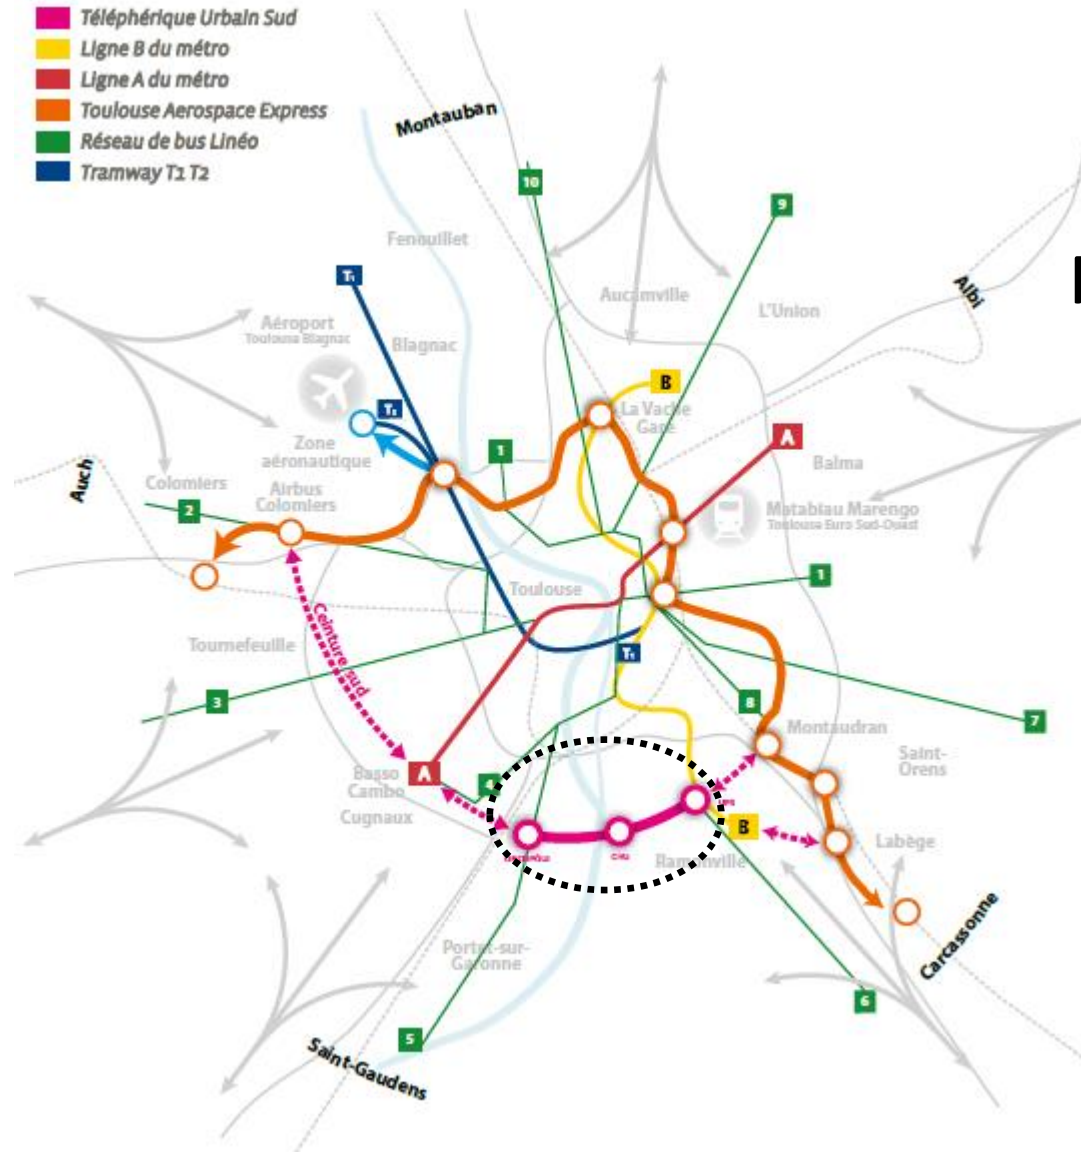 Téléphérique Urbain Sud
Ligne B du métro
Ligne A du métro
Toulouse Aerospace Express
Réseau de bus Linéo
Tramway T1 T2
Montauban
10
9
Fenouillet
T1
Albi
Aucamville
L'Union
Aéroport
Toulouse Blagnac
Blagnac
B
T2
La Vache
Gare
A
Zone
aéronautique
1
Balma
Auch
Colomiers
Airbus
Colomiers
2
Matabiau Marengo
Toulouse Euro Sud-Ouest
Toulouse
1
Ceinture sud
Tournefeuille
T1
3
8
7
Montaudran
Saint-
Orens
Basso
Cambo
A
4
Cugnaux
UPS
B
CHU
Ramonville
Labège
Carcassonne
Portet-sur-
Garonne
6
5
Saint-Gaudens